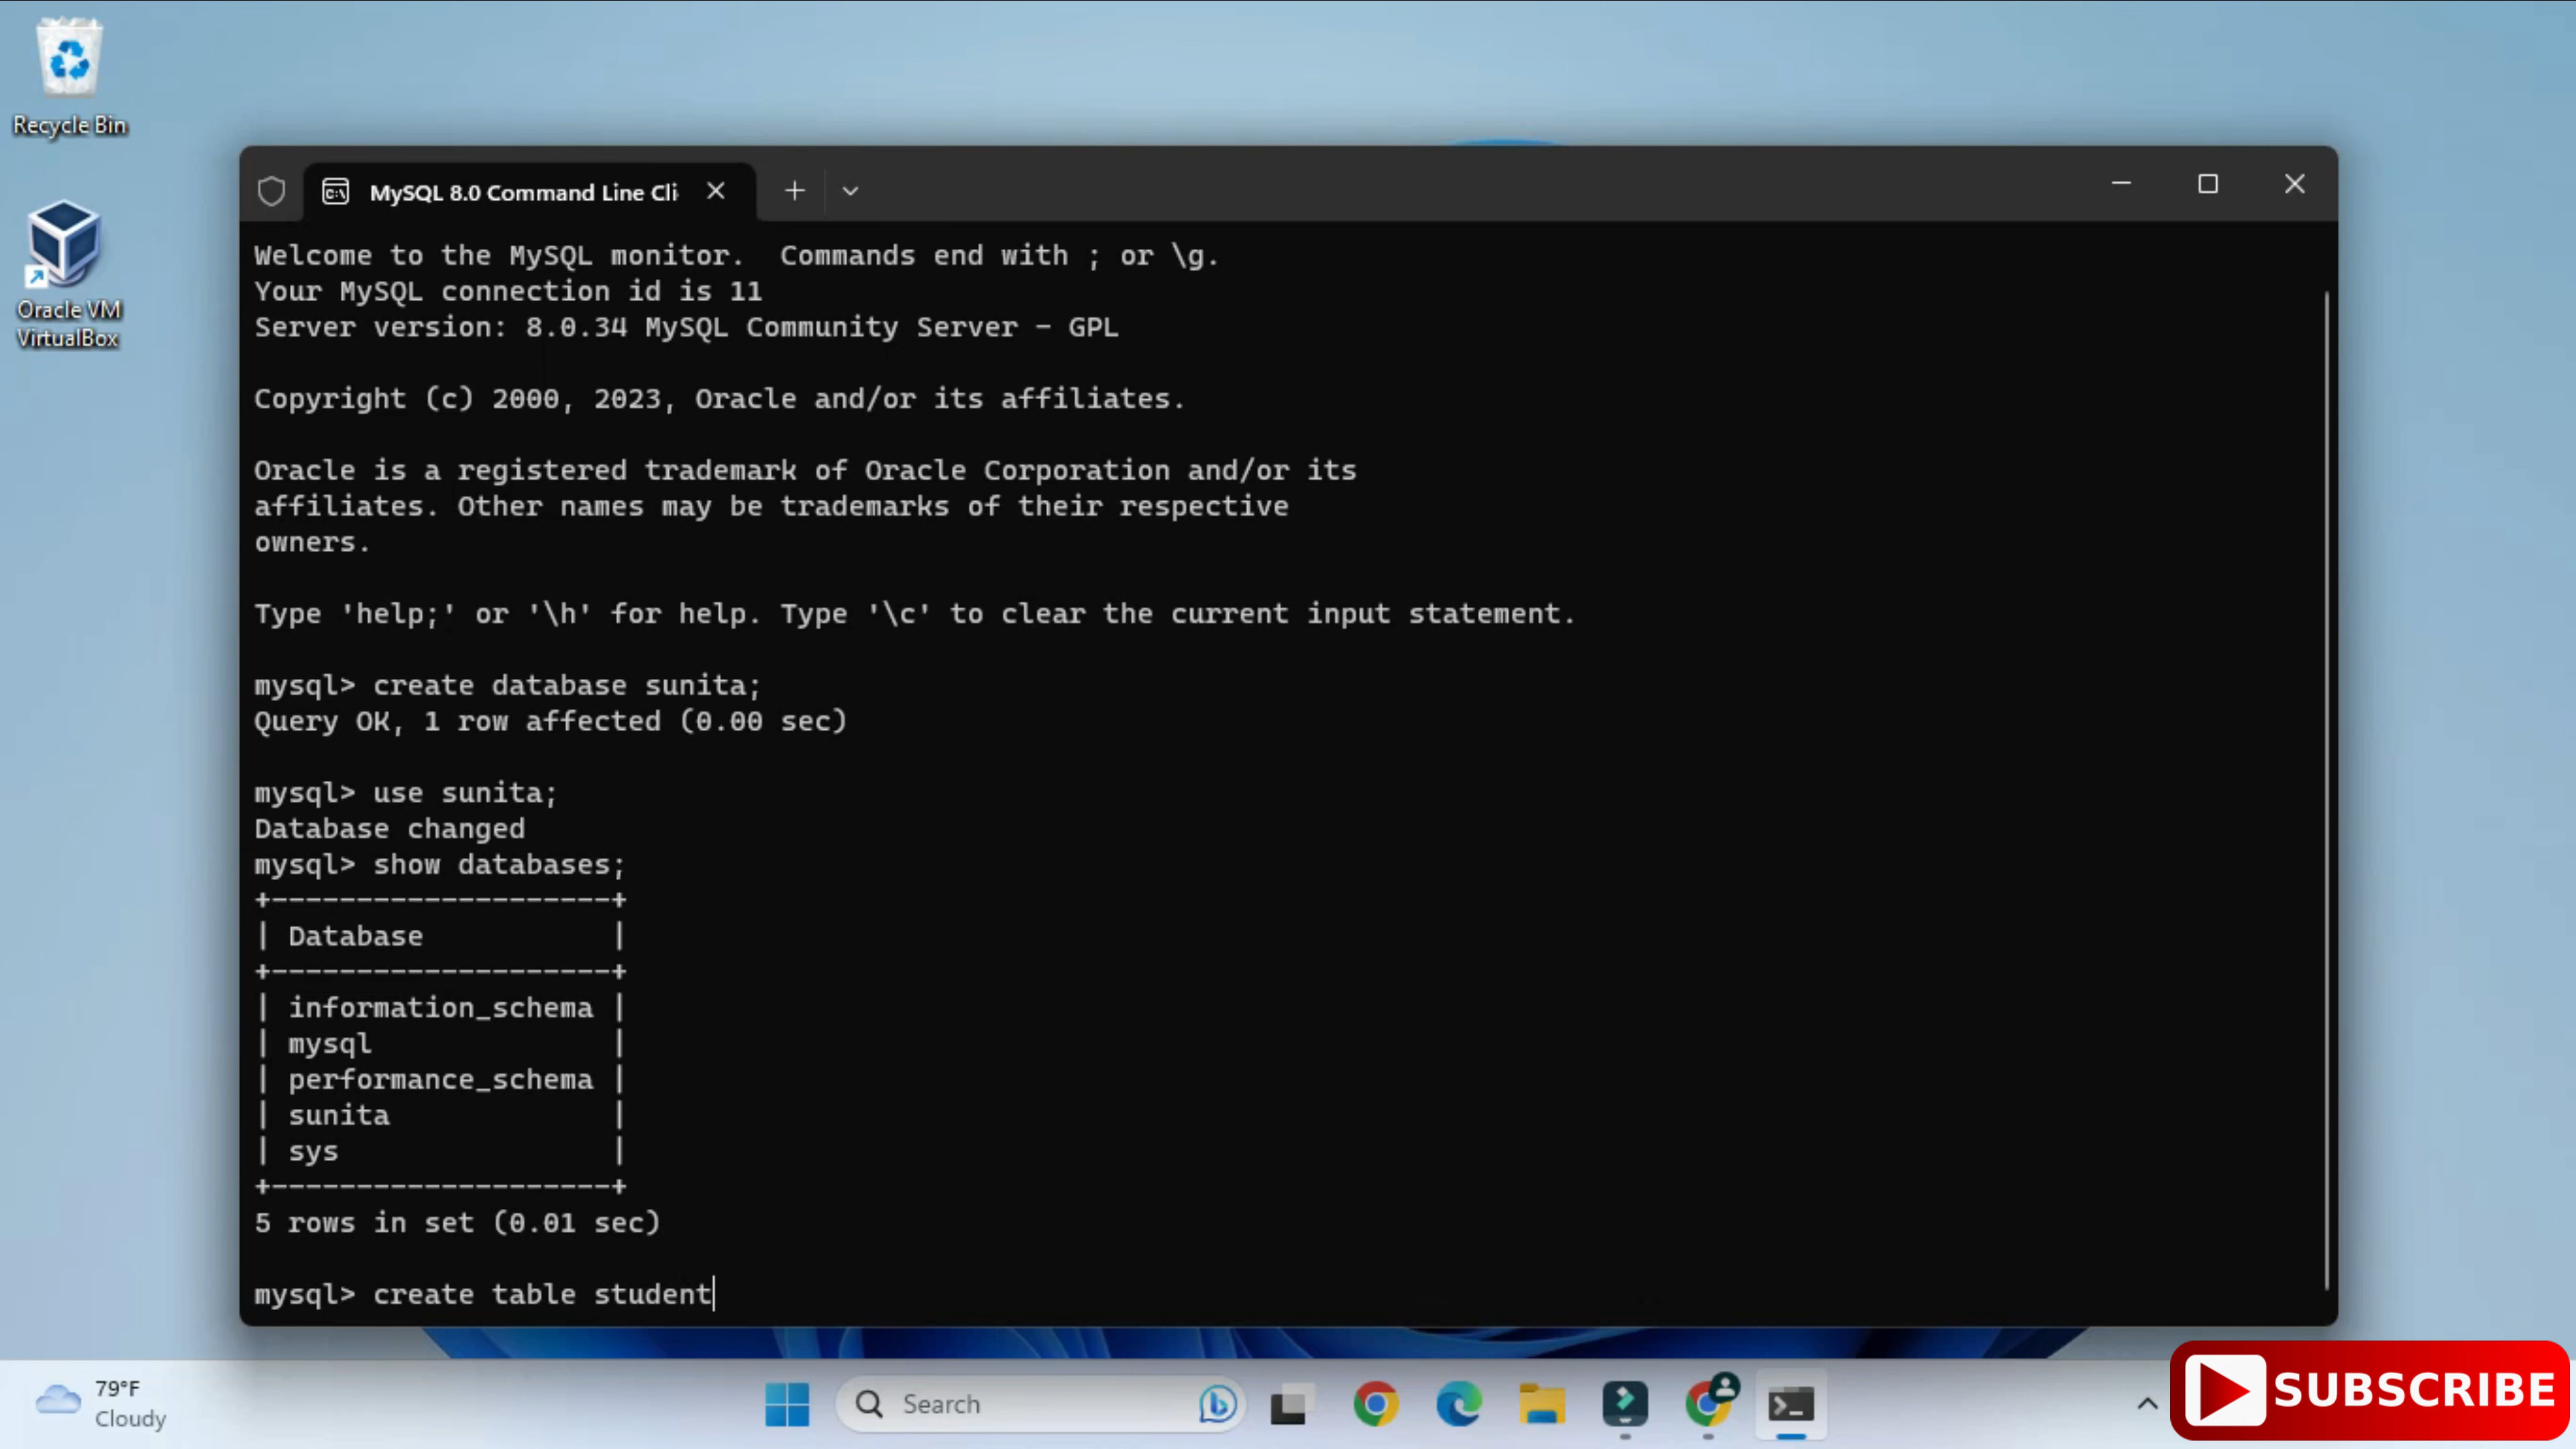 Recycle Bin
Oracle VM
VirtualBox
MySQL 8.0 Command Line Cli
Welcome to the MySQL monitor.  Commands end with ; or \g.
Your MySQL connection id is 11
Server version: 8.0.34 MySQL Community Server - GPL
Copyright (c) 2000, 2023, Oracle and/or its affiliates.
Oracle is a registered trademark of Oracle Corporation and/or its
affiliates. Other names may be trademarks of their respective
owners.
Type 'help;' or '\h' for help. Type '\c' to clear the current input statement.
mysql> create database sunita;
Query OK, 1 row affected (0.00 sec)
mysql> use sunita;
Database changed
mysql> show databases;
+--------------------+
| Database           |
+--------------------+
| information_schema |
| mysql              |
| performance_schema |
| sunita             |
| sys                |
+--------------------+
5 rows in set (0.01 sec)
mysql> create table student
79°F
Cloudy
Search
SUBSCRIBE